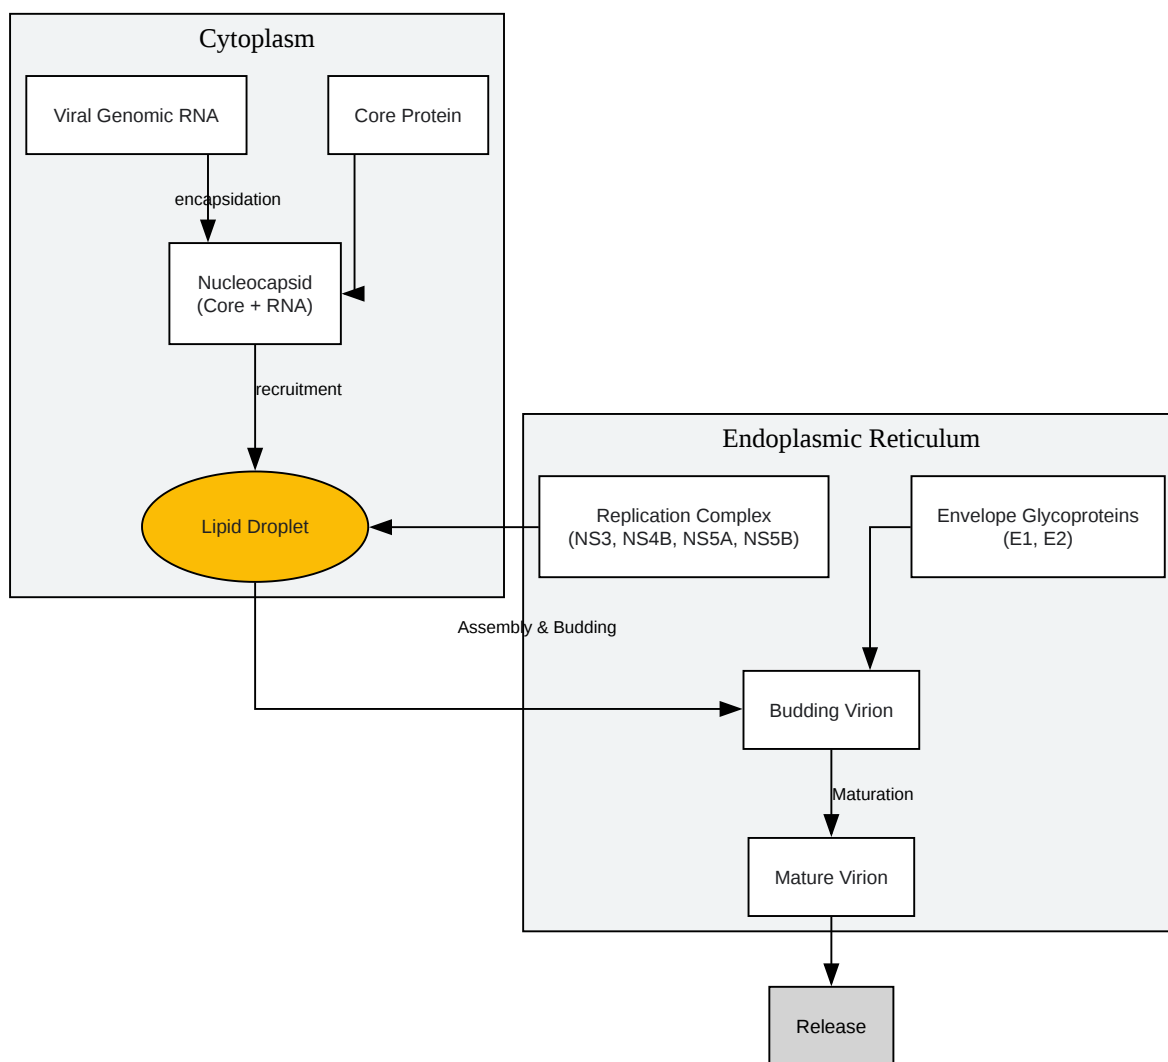 Cytoplasm
Viral Genomic RNA
Core Protein
encapsidation
Nucleocapsid
(Core + RNA)
recruitment
Lipid Droplet
Endoplasmic Reticulum
Replication Complex
(NS3, NS4B, NS5A, NS5B)
Envelope Glycoproteins
(E1, E2)
Assembly & Budding
Budding Virion
Maturation
Mature Virion
Release